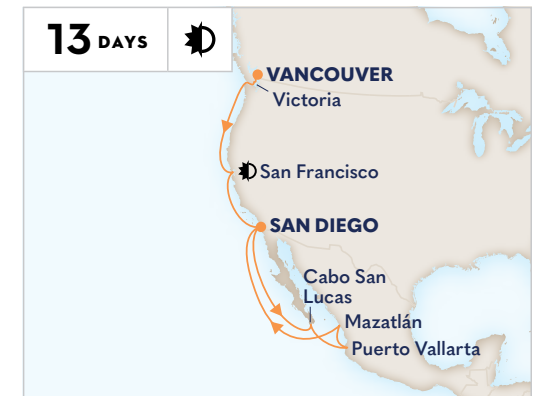 13 DAYS
VANCOUVER
Victoria
San Francisco
SAN DIEGO
Cabo San
Lucas
Mazatlán
Puerto Vallarta